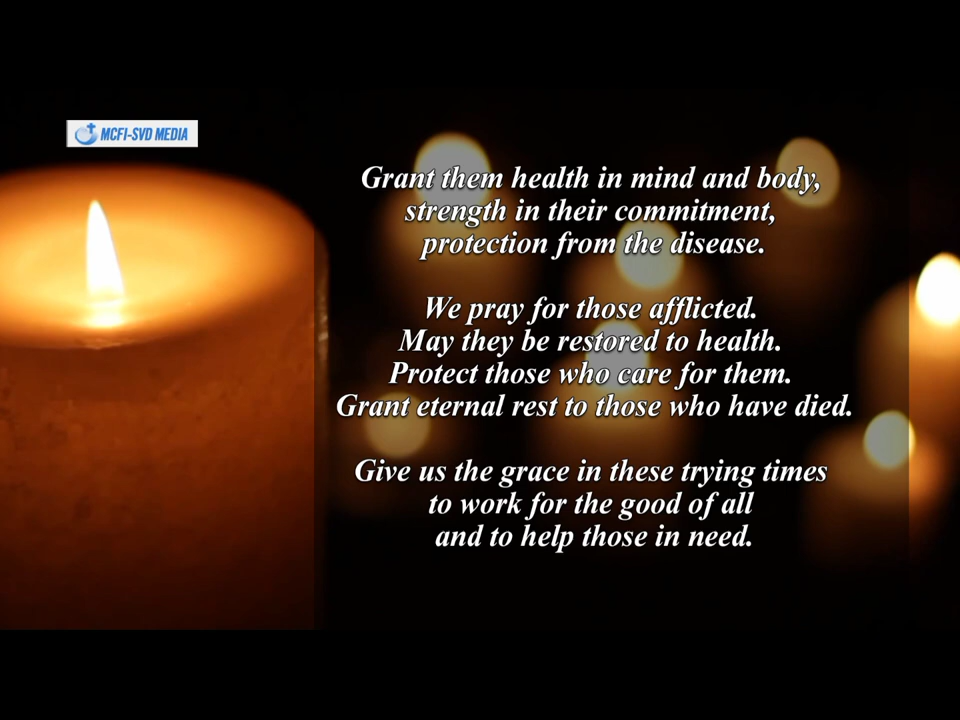 MCFI-SVD MEDIA
Grant them health in mind and body,
strength in their commitment,
protection from the disease.
We pray for those afflicted.
May they be restored to health.
Protect those who care for them.
Grant eternal rest to those who have died.
Give us the grace in these trying times
to work for the good of all
and to help those in need.